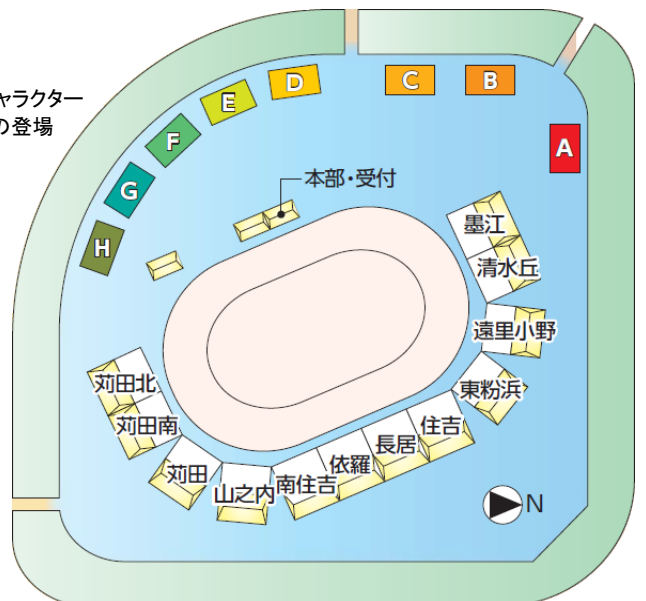 ャラクター
の登場
D
C
B
E
A
F
G
H
本部・受付
墨江
清水丘
遠里小野
東粉浜
住吉
長居
依羅
南住吉
山之内
苅田
苅田南
苅田北
N